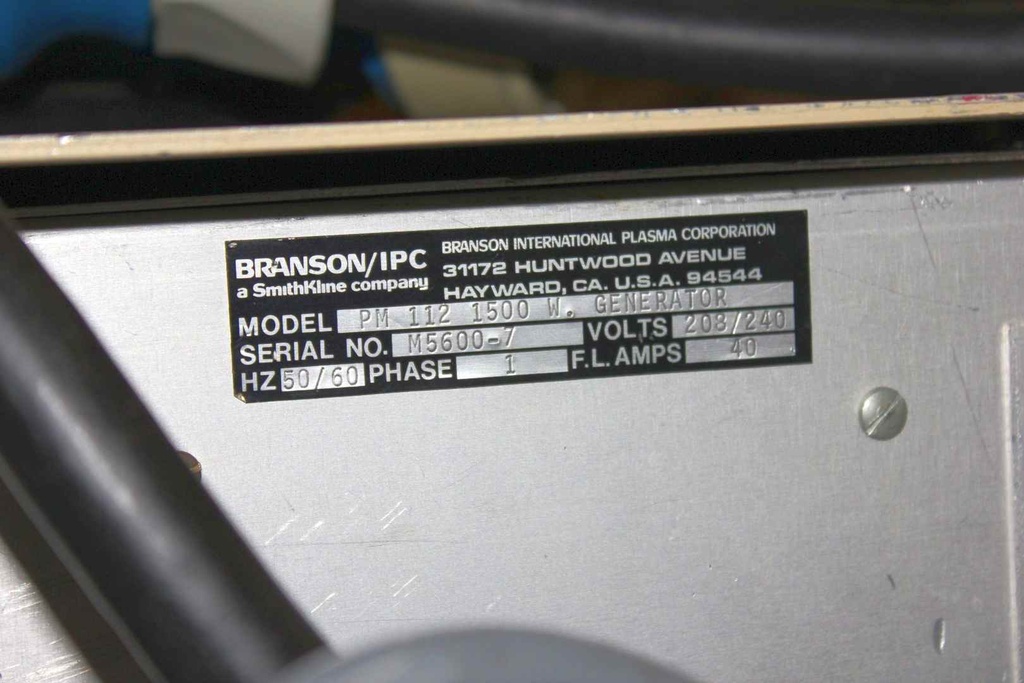 BRANSON/IPC
a SmithKline company
BRANSON INTERNATIONAL PLASMA CORPORATION
31172 HUNTWOOD AVENUE
HAYWARD, CA. U.S.A. 94544
MODEL PM 112 1500 W. GENERATOR
SERIAL NO. M5600-7 VOLTS 208/240
HZ 50/60 PHASE 1 F.L. AMPS 40